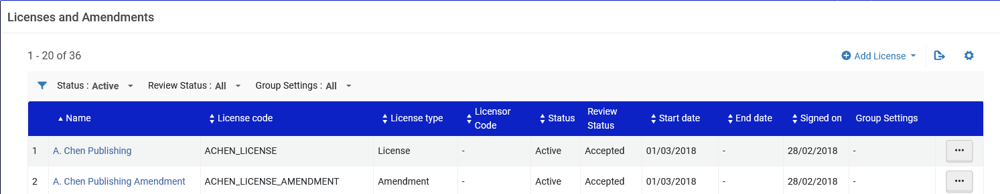 Licenses and Amendments
1 - 20 of 36
Add License
Status : Active Review Status : All Group Settings : All
Name License code License type Licensor Code Status Review Status Start date End date Signed on Group Settings
1 A. Chen Publishing ACHEN_LICENSE License - Active Accepted 01/03/2018 - 28/02/2018 - ...
2 A. Chen Publishing Amendment ACHEN_LICENSE_AMENDMENT Amendment - Active Accepted 01/03/2018 - 28/02/2018 - ...